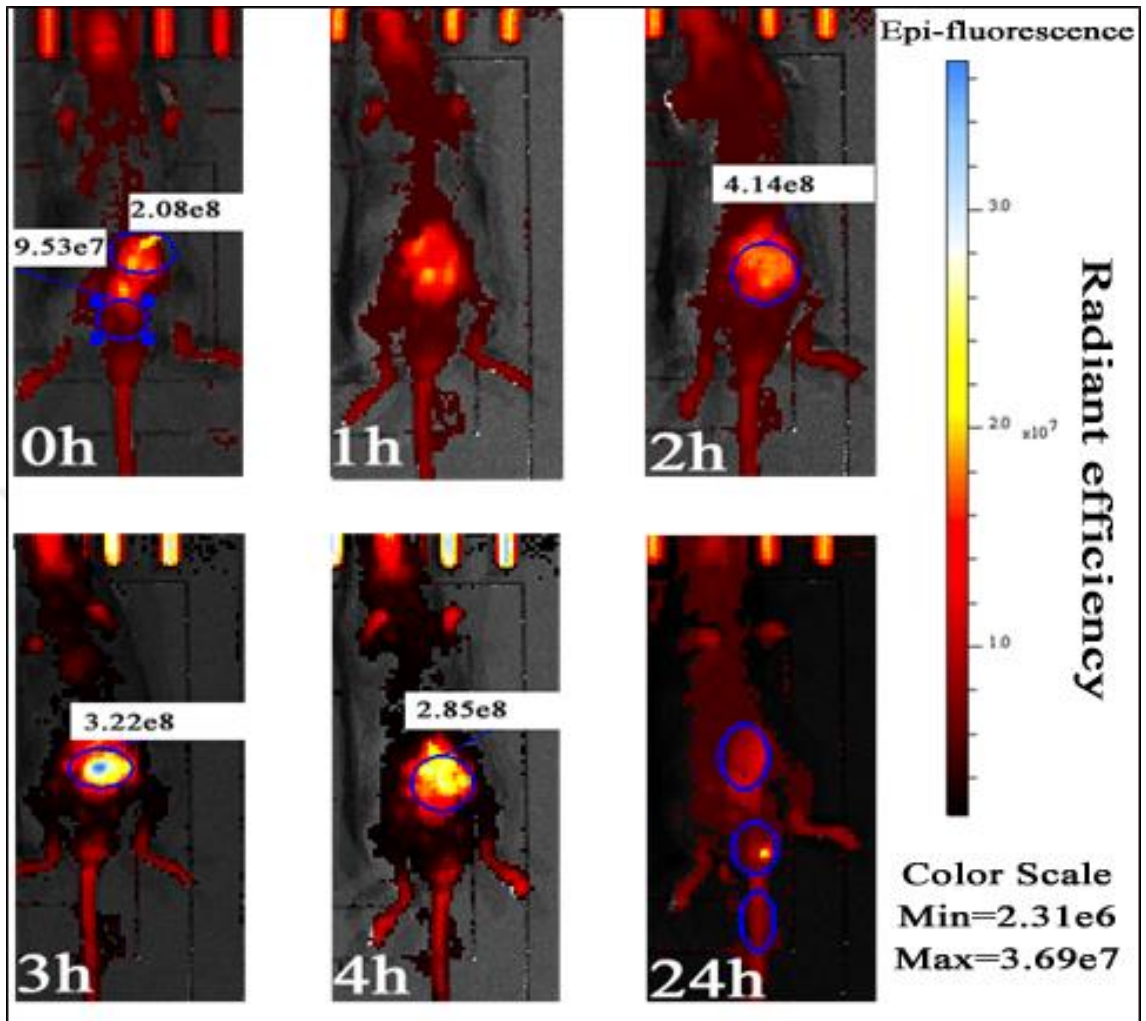 Epi-fluorescence
2.08e8
9.53e7
4.14e8
0h
1h
2h
3.0
2.0
x10⁷
1.0
Radiant efficiency
3.22e8
2.85e8
3h
4h
24h
Color Scale
Min=2.31e6
Max=3.69e7